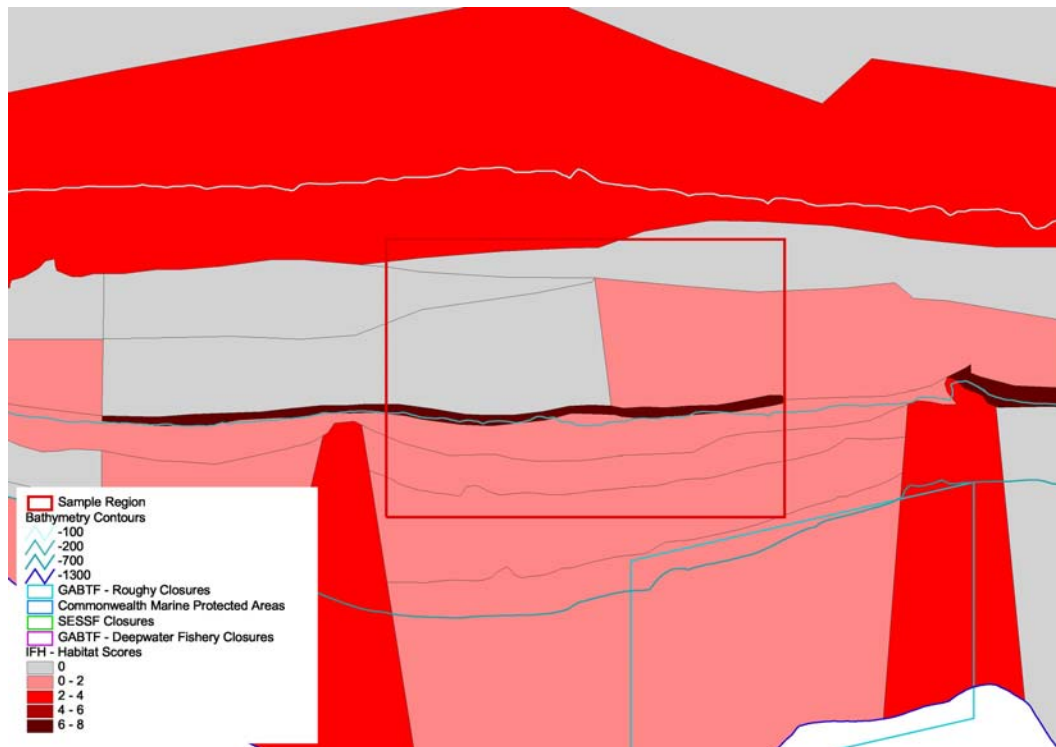 Sample Region
Bathymetry Contours
-100
-200
-700
-1300
GABTF - Roughy Closures
Commonwealth Marine Protected Areas
SESSF Closures
GABTF - Deepwater Fishery Closures
IFH - Habitat Scores
0
0 - 2
2 - 4
4 - 6
6 - 8